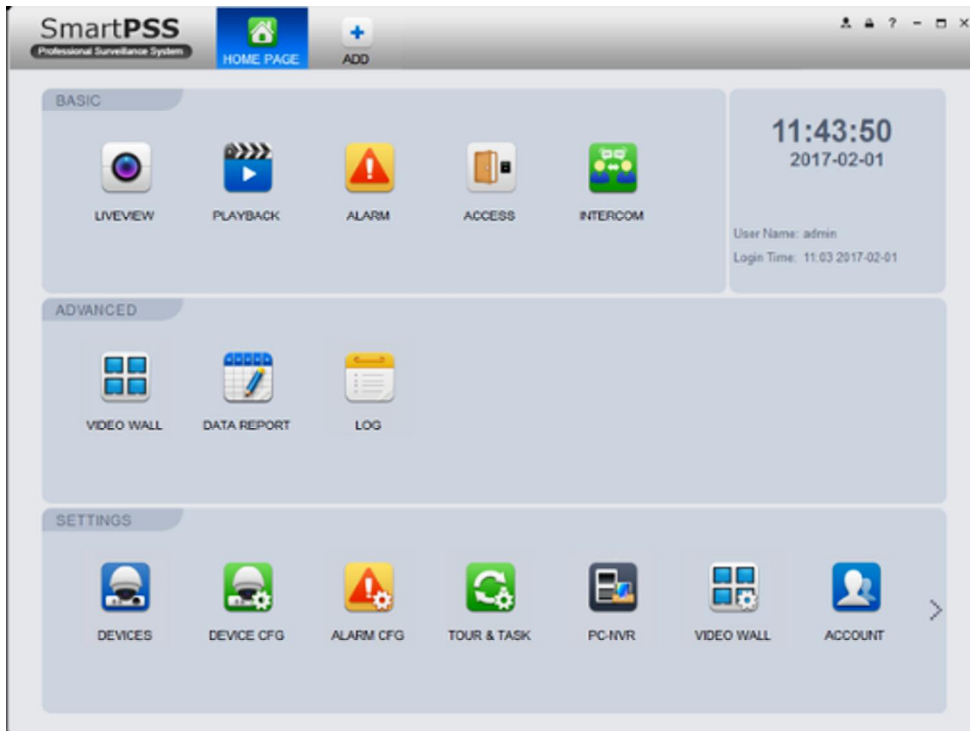 SmartPSS
Professional Surveillance System
HOME PAGE
ADD
?
BASIC
LIVEVIEW
PLAYBACK
ALARM
ACCESS
INTERCOM
11:43:50
2017-02-01
User Name: admin
Login Time: 11:03 2017-02-01
ADVANCED
VIDEO WALL
DATA REPORT
LOG
SETTINGS
DEVICES
DEVICE CFG
ALARM CFG
TOUR & TASK
PC-NVR
VIDEO WALL
ACCOUNT